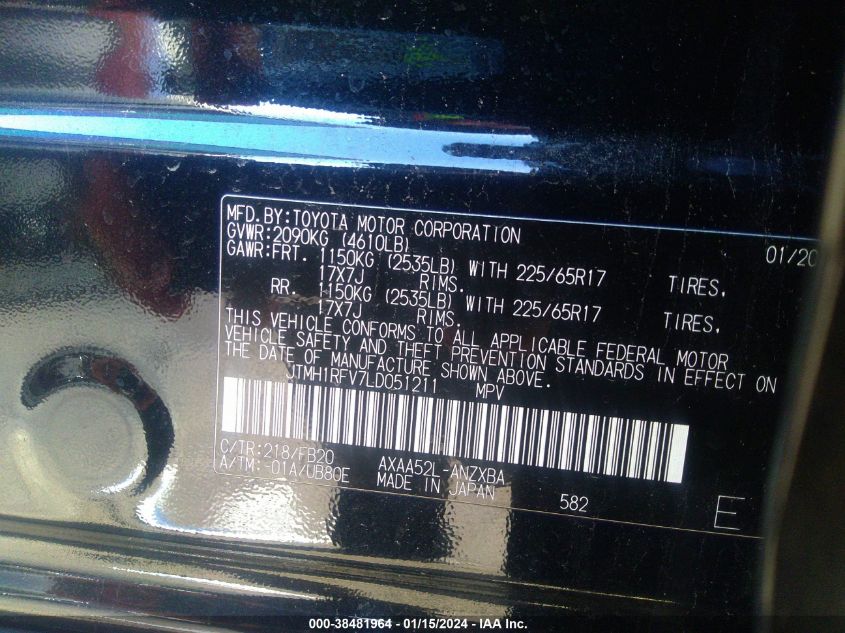 MFD.BY:TOYOTA MOTOR CORPORATION 01/20
GVWR:2090KG (4610LB)
GAWR:FRT. 1150KG (2535LB) WITH 225/65R17 TIRES,
17X7J RIMS.
RR. 1150KG (2535LB) WITH 225/65R17 TIRES,
17X7J RIMS.
THIS VEHICLE CONFORMS TO ALL APPLICABLE FEDERAL MOTOR
VEHICLE SAFETY AND THEFT PREVENTION STANDARDS IN EFFECT ON
THE DATE OF MANUFACTURE SHOWN ABOVE.
JTMH1RFV7LD051211 MPV
C/TR:218/FB20 AXAA52L-ANZXBA
A/TM:-01A/UB80E MADE IN JAPAN 582 E
000-38481964 - 01/15/2024 - IAA Inc.